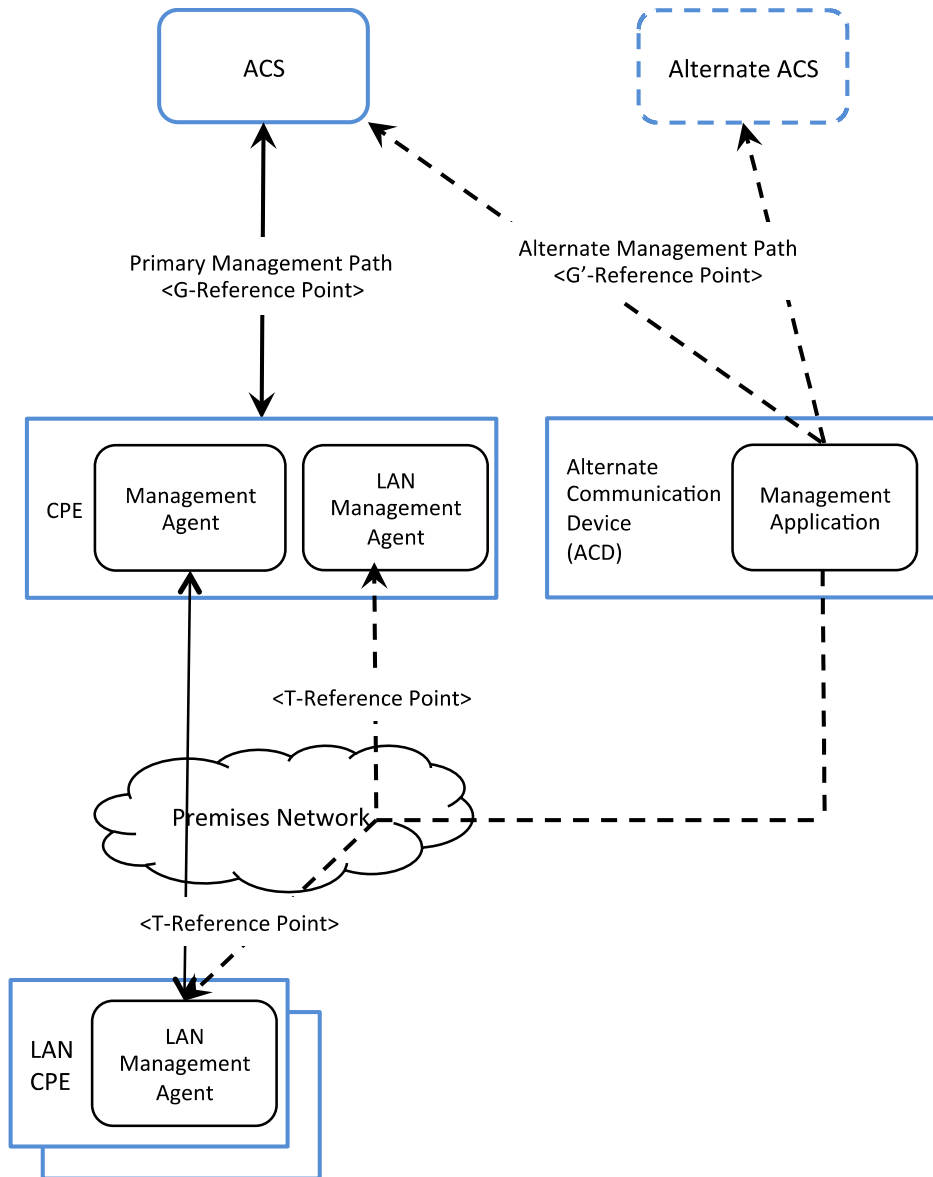 ACS
Alternate ACS
Primary Management Path
<G-Reference Point>
Alternate Management Path
<G’-Reference Point>
CPE
Management
Agent
LAN
Management
Agent
Alternate
Communication
Device
(ACD)
Management
Application
<T-Reference Point>
Premises Network
<T-Reference Point>
LAN
CPE
LAN
Management
Agent